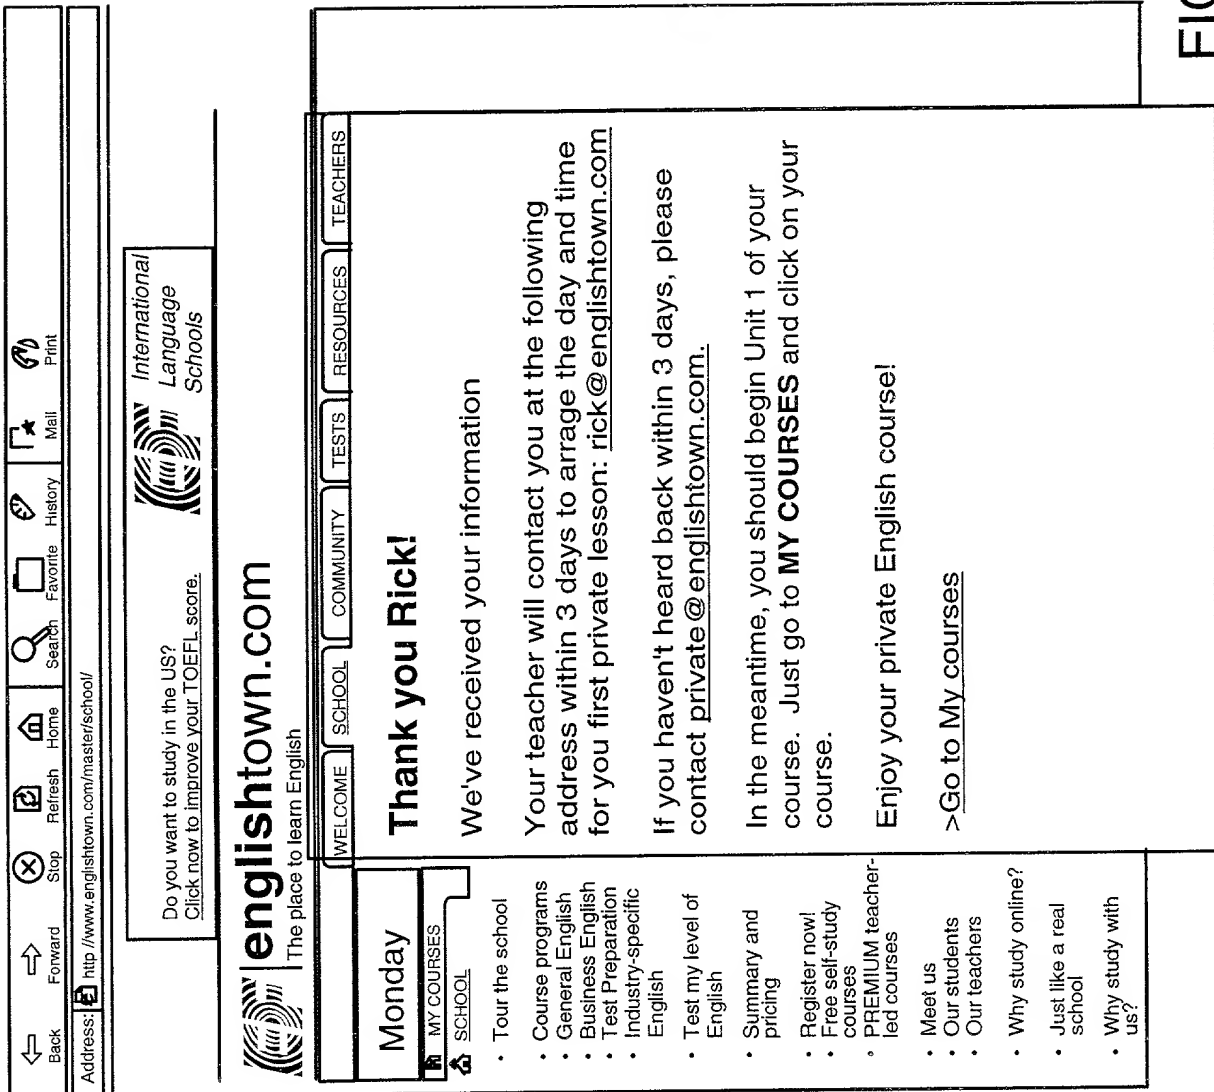 Back
Forward
Stop
Refresh
Home
Search
Favorite
History
Mail
Print
Address: http //www.englishtown.com/master/school/
Do you want to study in the US?
Click now to improve your TOEFL score.
International
Language
Schools
englishtown.com
The place to learn English
WELCOME
SCHOOL
COMMUNITY
TESTS
RESOURCES
TEACHERS
Monday
MY COURSES
SCHOOL
• Tour the school
• Course programs
• General English
• Business English
• Test Preparation
• Industry-specific
English
• Test my level of
English
• Summary and
pricing
• Register now!
• Free self-study
courses
• PREMIUM teacher-
led courses
• Meet us
• Our students
• Our teachers
• Why study online?
• Just like a real
school
• Why study with
us?
Thank you Rick!
We've received your information
Your teacher will contact you at the following
address within 3 days to arrage the day and time
for you first private lesson: rick@englishtown.com
If you haven't heard back within 3 days, please
contact private@englishtown.com.
In the meantime, you should begin Unit 1 of your
course. Just go to MY COURSES and click on your
course.
Enjoy your private English course!
>Go to My courses